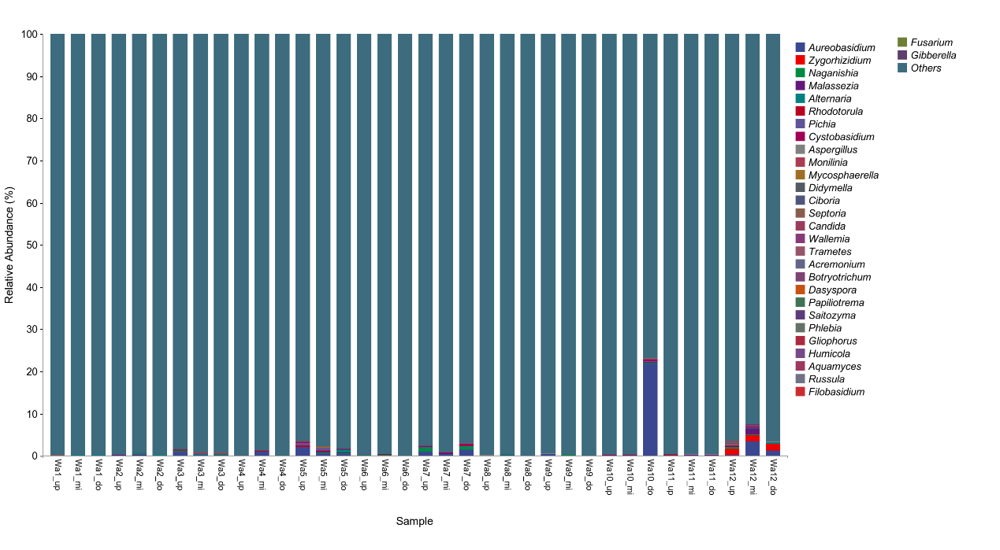 100
90
80
70
60
50
40
30
20
10
0
Relative Abundance (%)
Wa1_up
Wa1_mi
Wa1_do
Wa2_up
Wa2_mi
Wa2_do
Wa3_up
Wa3_mi
Wa3_do
Wa4_up
Wa4_mi
Wa4_do
Wa5_up
Wa5_mi
Wa5_do
Wa6_up
Wa6_mi
Wa6_do
Wa7_up
Wa7_mi
Wa7_do
Wa8_up
Wa8_mi
Wa8_do
Wa9_up
Wa9_mi
Wa9_do
Wa10_up
Wa10_mi
Wa10_do
Wa11_up
Wa11_mi
Wa11_do
Wa12_up
Wa12_mi
Wa12_do
Sample
Aureobasidium
Zygorhizidium
Naganishia
Malassezia
Alternaria
Rhodotorula
Pichia
Cystobasidium
Aspergillus
Monilinia
Mycosphaerella
Didymella
Ciboria
Septoria
Candida
Wallemia
Trametes
Acremonium
Botryotrichum
Dasyspora
Papiliotrema
Saitozyma
Phlebia
Gliophorus
Humicola
Aquamyces
Russula
Filobasidium
Fusarium
Gibberella
Others